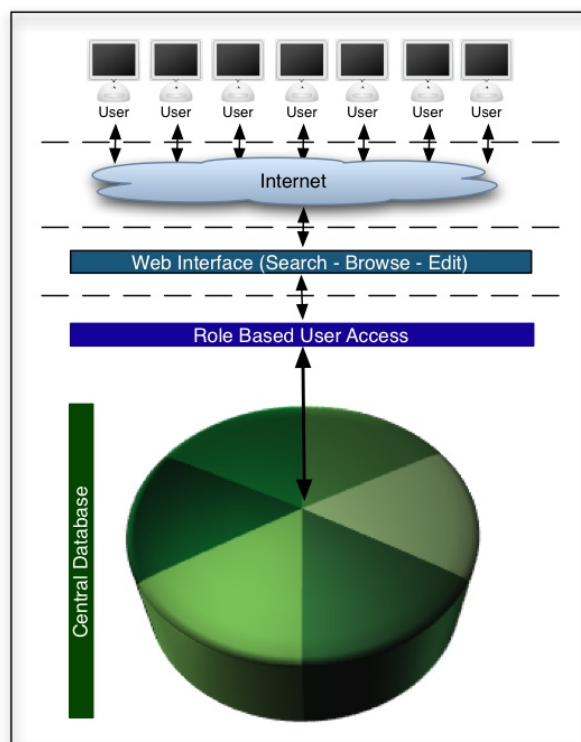 User User User User User User User
Internet
Web Interface (Search - Browse - Edit)
Role Based User Access
Central Database